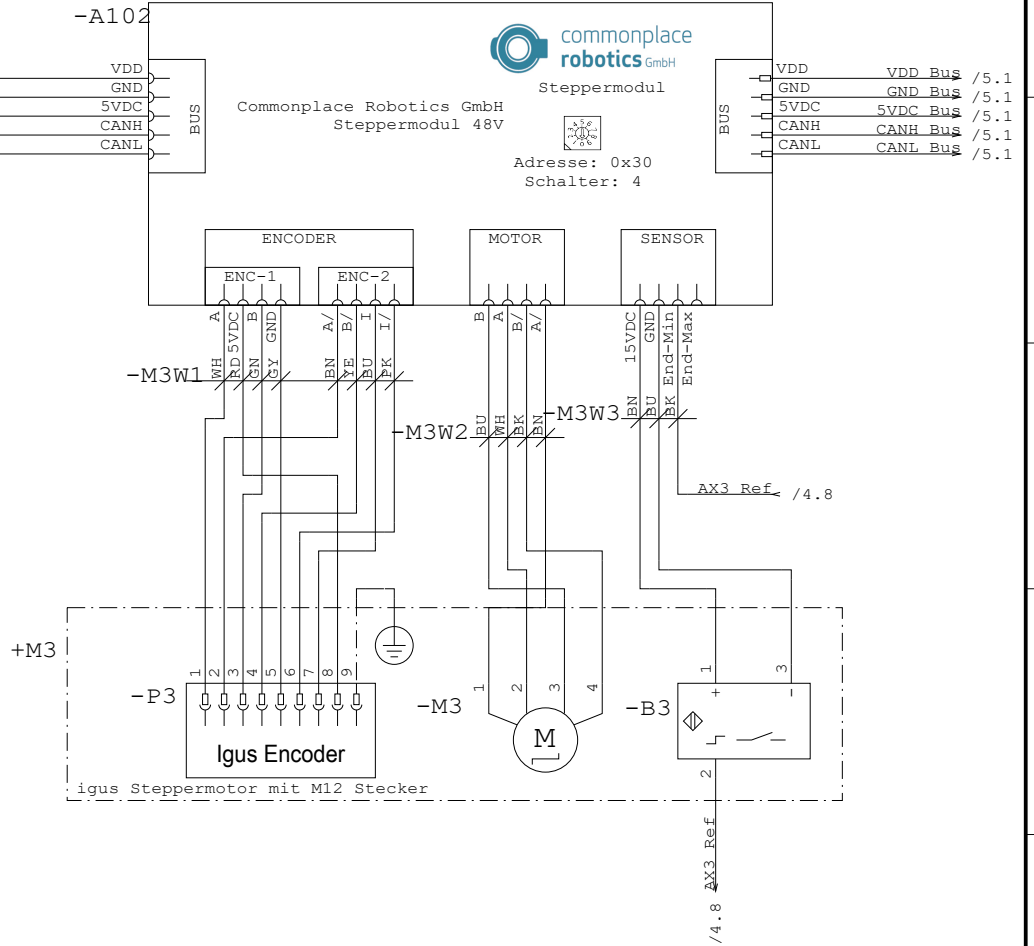 -A102
commonplace
robotics GmbH
Steppermodul
Commonplace Robotics GmbH
Steppermodul 48V
Adresse: 0x30
Schalter: 4
VDD
GND
5VDC
CANH
CANL
BUS
BUS
VDD
GND
5VDC
CANH
CANL
VDD Bus /5.1
GND Bus /5.1
5VDC Bus /5.1
CANH Bus /5.1
CANL Bus /5.1
ENCODER
MOTOR
SENSOR
ENC-1
ENC-2
A
5VDC
B
GND
A/
B/
I
I/
B
A
B/
A/
15VDC
GND
End-Min
End-Max
-M3W1
WH
RD
GN
GY
BN
YE
BU
PK
-M3W2
BU
WH
BK
BN
-M3W3
BN
BU
BK
AX3 Ref /4.8
+M3
-P3
1 2 3 4 5 6 7 8 9
Igus Encoder
-M3
1 2 3 4
M
-B3
1
3
+
-
2
igus Steppermotor mit M12 Stecker
/4.8 AX3 Ref